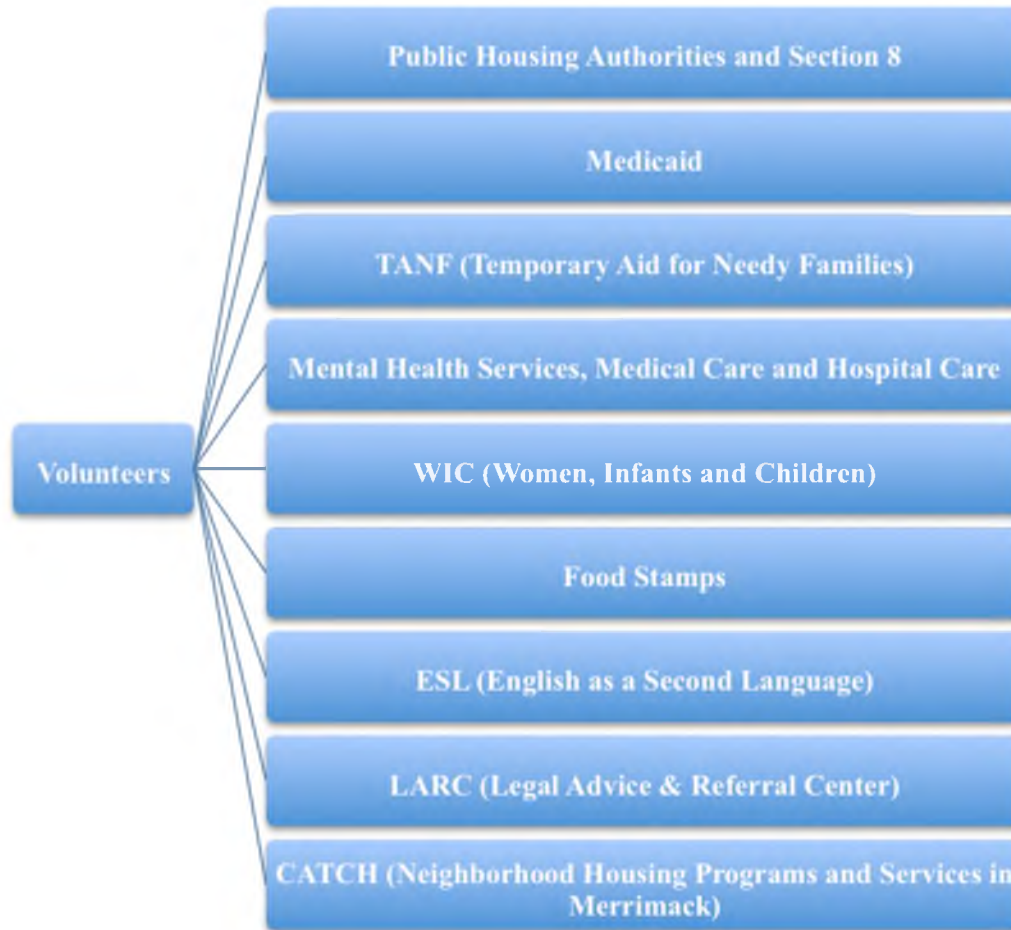 Public Housing Authorities and Section 8
Medicaid
TANF (Temporary Aid for Needy Families)
Mental Health Services, Medical Care and Hospital Care
Volunteers
WIC (Women, Infants and Children)
Food Stamps
ESL (English as a Second Language)
LARC (Legal Advice & Referral Center)
CATCH (Neighborhood Housing Programs and Services in
Merrimack)